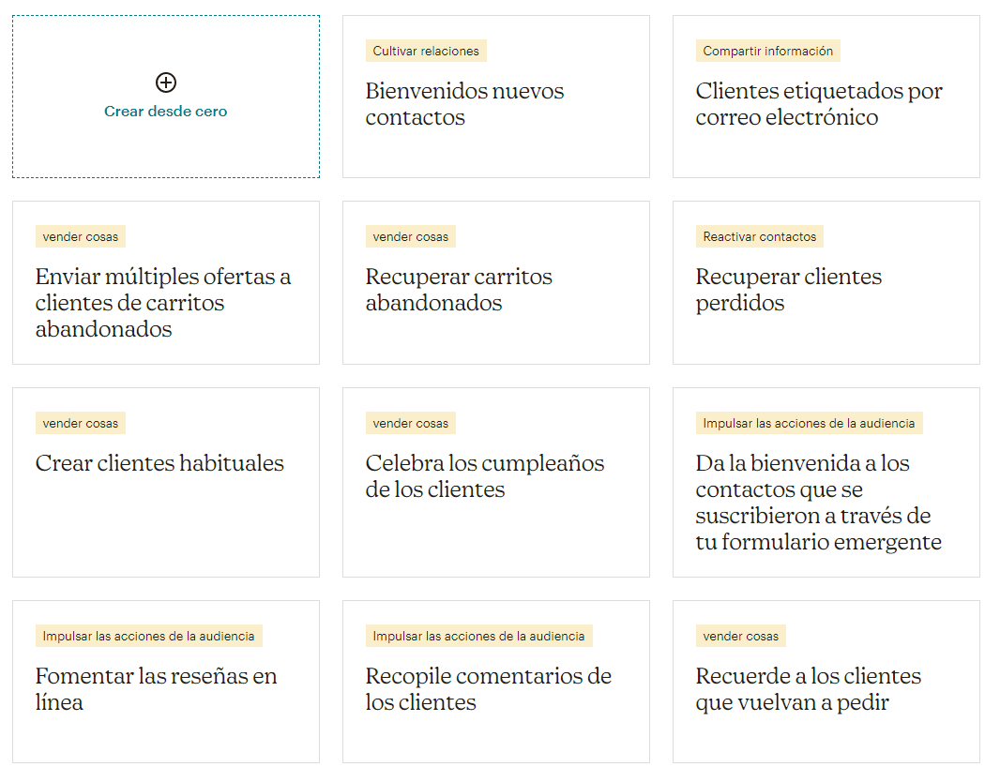 Crear desde cero
Cultivar relaciones
Bienvenidos nuevos
contactos
Compartir información
Clientes etiquetados por
correo electrónico
vender cosas
Enviar múltiples ofertas a
clientes de carritos
abandonados
vender cosas
Recuperar carritos
abandonados
Reactivar contactos
Recuperar clientes
perdidos
vender cosas
Crear clientes habituales
vender cosas
Celebra los cumpleaños
de los clientes
Impulsar las acciones de la audiencia
Da la bienvenida a los
contactos que se
suscribieron a través de
tu formulario emergente
Impulsar las acciones de la audiencia
Fomentar las reseñas en
línea
Impulsar las acciones de la audiencia
Recopile comentarios de
los clientes
vender cosas
Recuerde a los clientes
que vuelvan a pedir